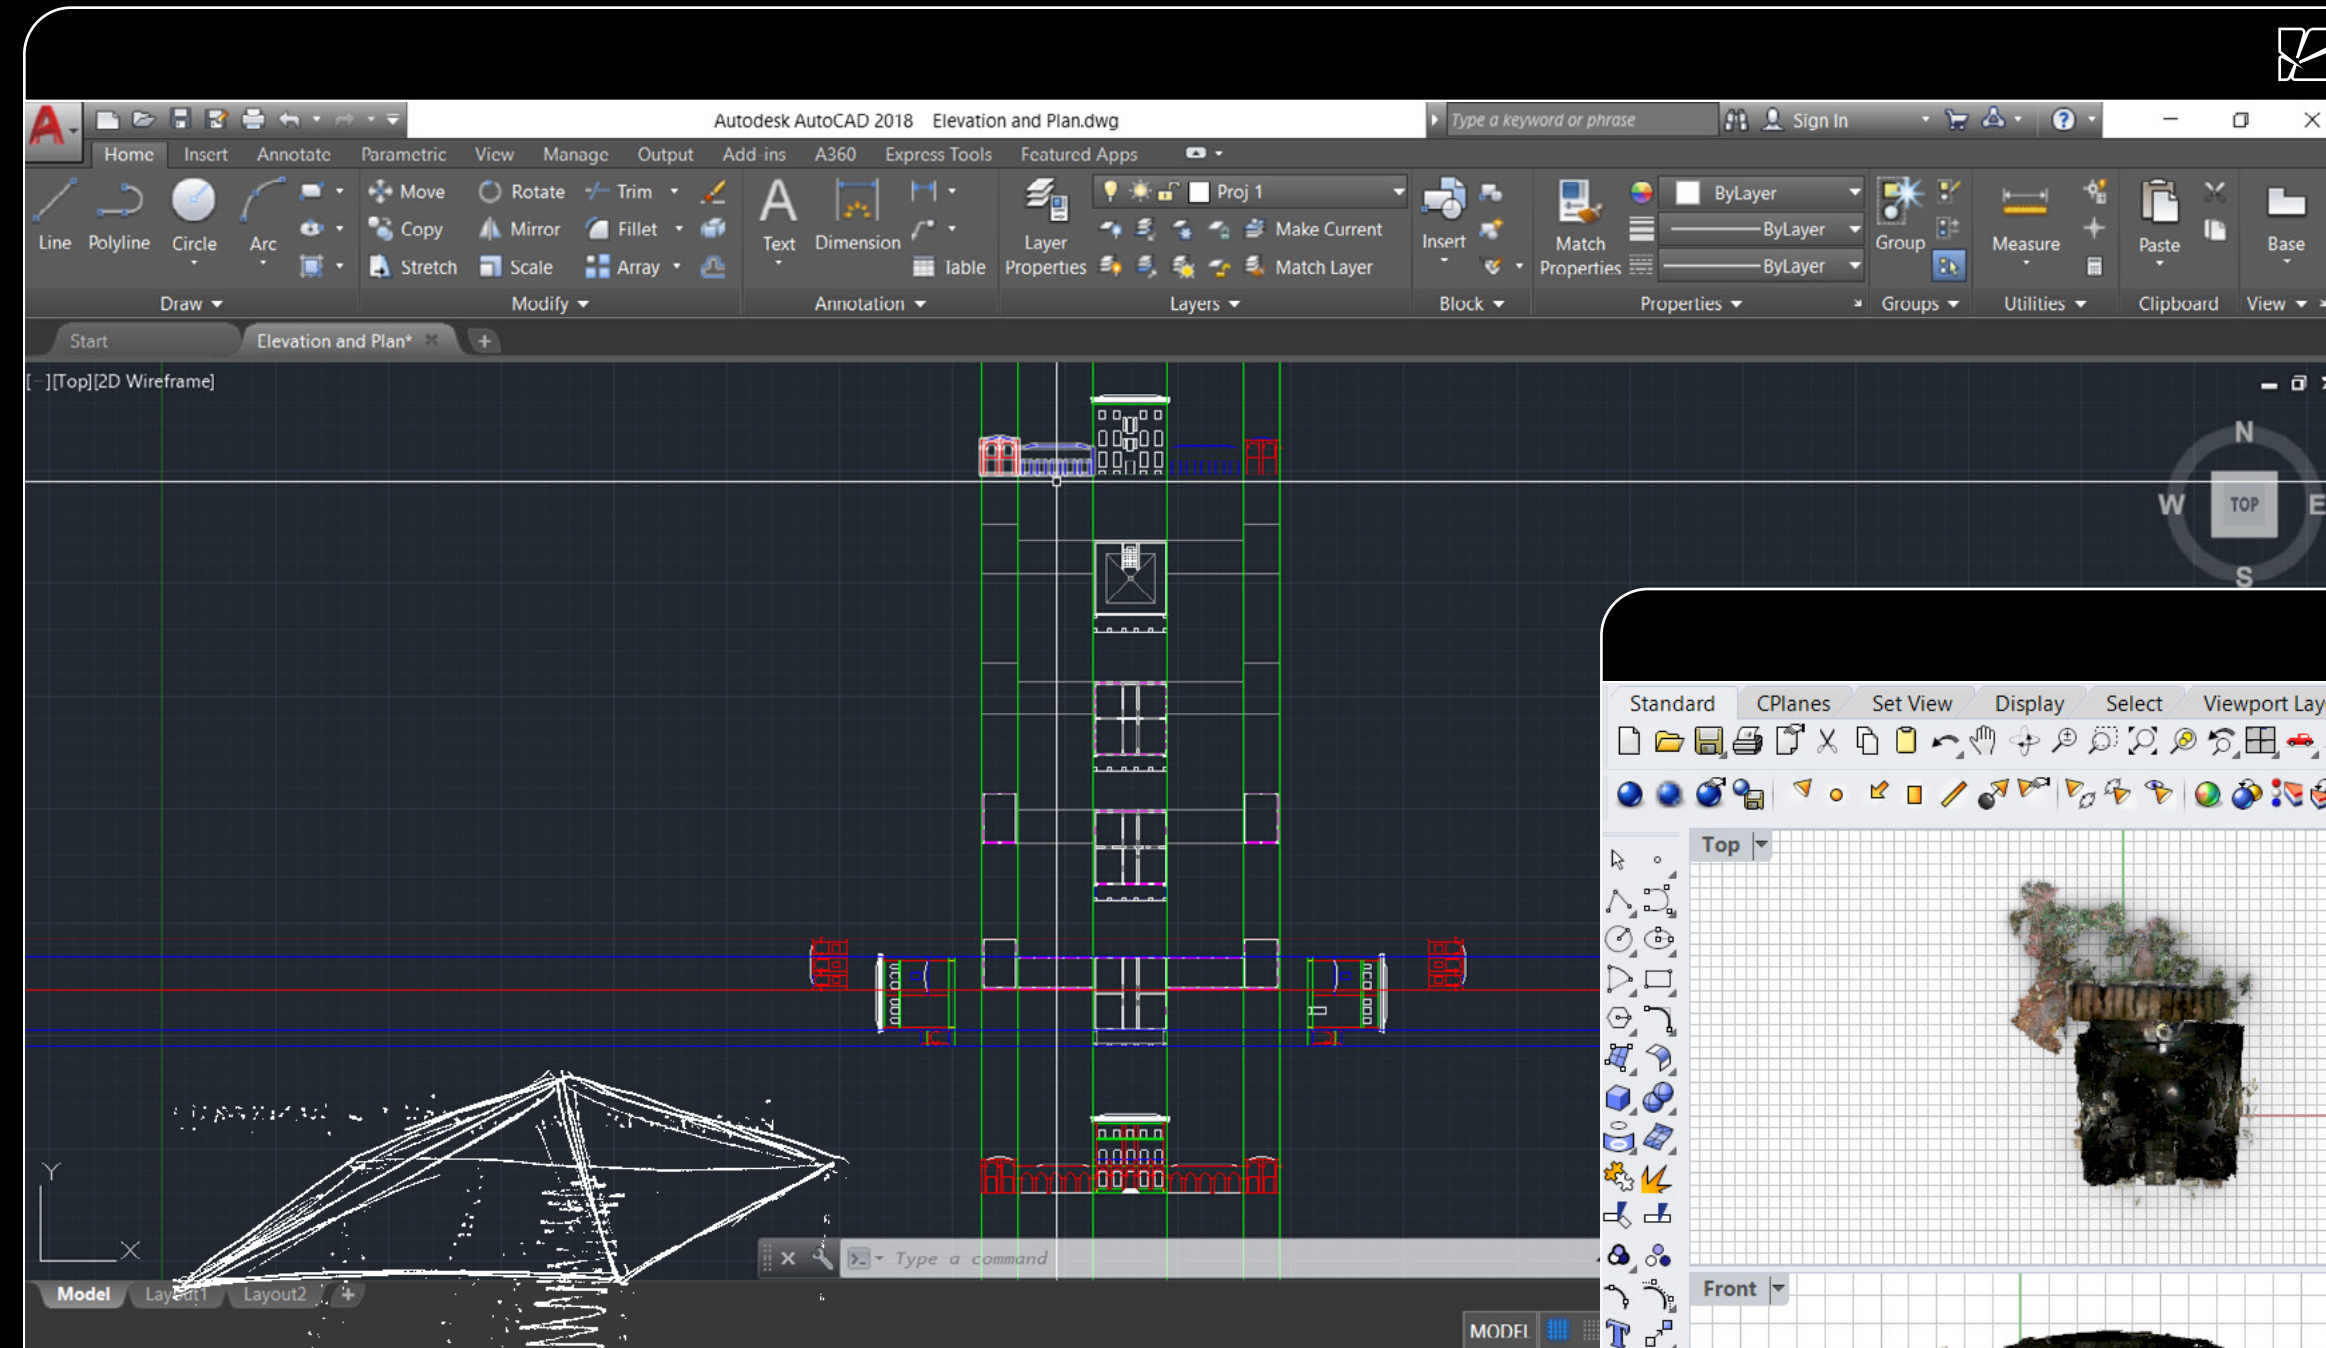 Autodesk AutoCAD 2018 Elevation and Plan.dwg
Type a keyword or phrase
Sign In
Home Insert Annotate Parametric View Manage Output Add-ins A360 Express Tools Featured Apps
Move Rotate Trim
Proj 1
ByLayer
Line Polyline Circle Arc
Copy Mirror Fillet
Text Dimension
Layer Properties
Make Current
Insert
Match Properties
ByLayer
Group
Measure
Paste
Base
Stretch Scale Array
Table
Match Layer
ByLayer
Draw Modify Annotation Layers Block Properties Groups Utilities Clipboard View
Start Elevation and Plan*
[-][Top][2D Wireframe]
N
W TOP E
S
Standard CPlanes Set View Display Select Viewport Lay
Top
Y
X
Type a command
Model Layout1 Layout2
Front
MODEL